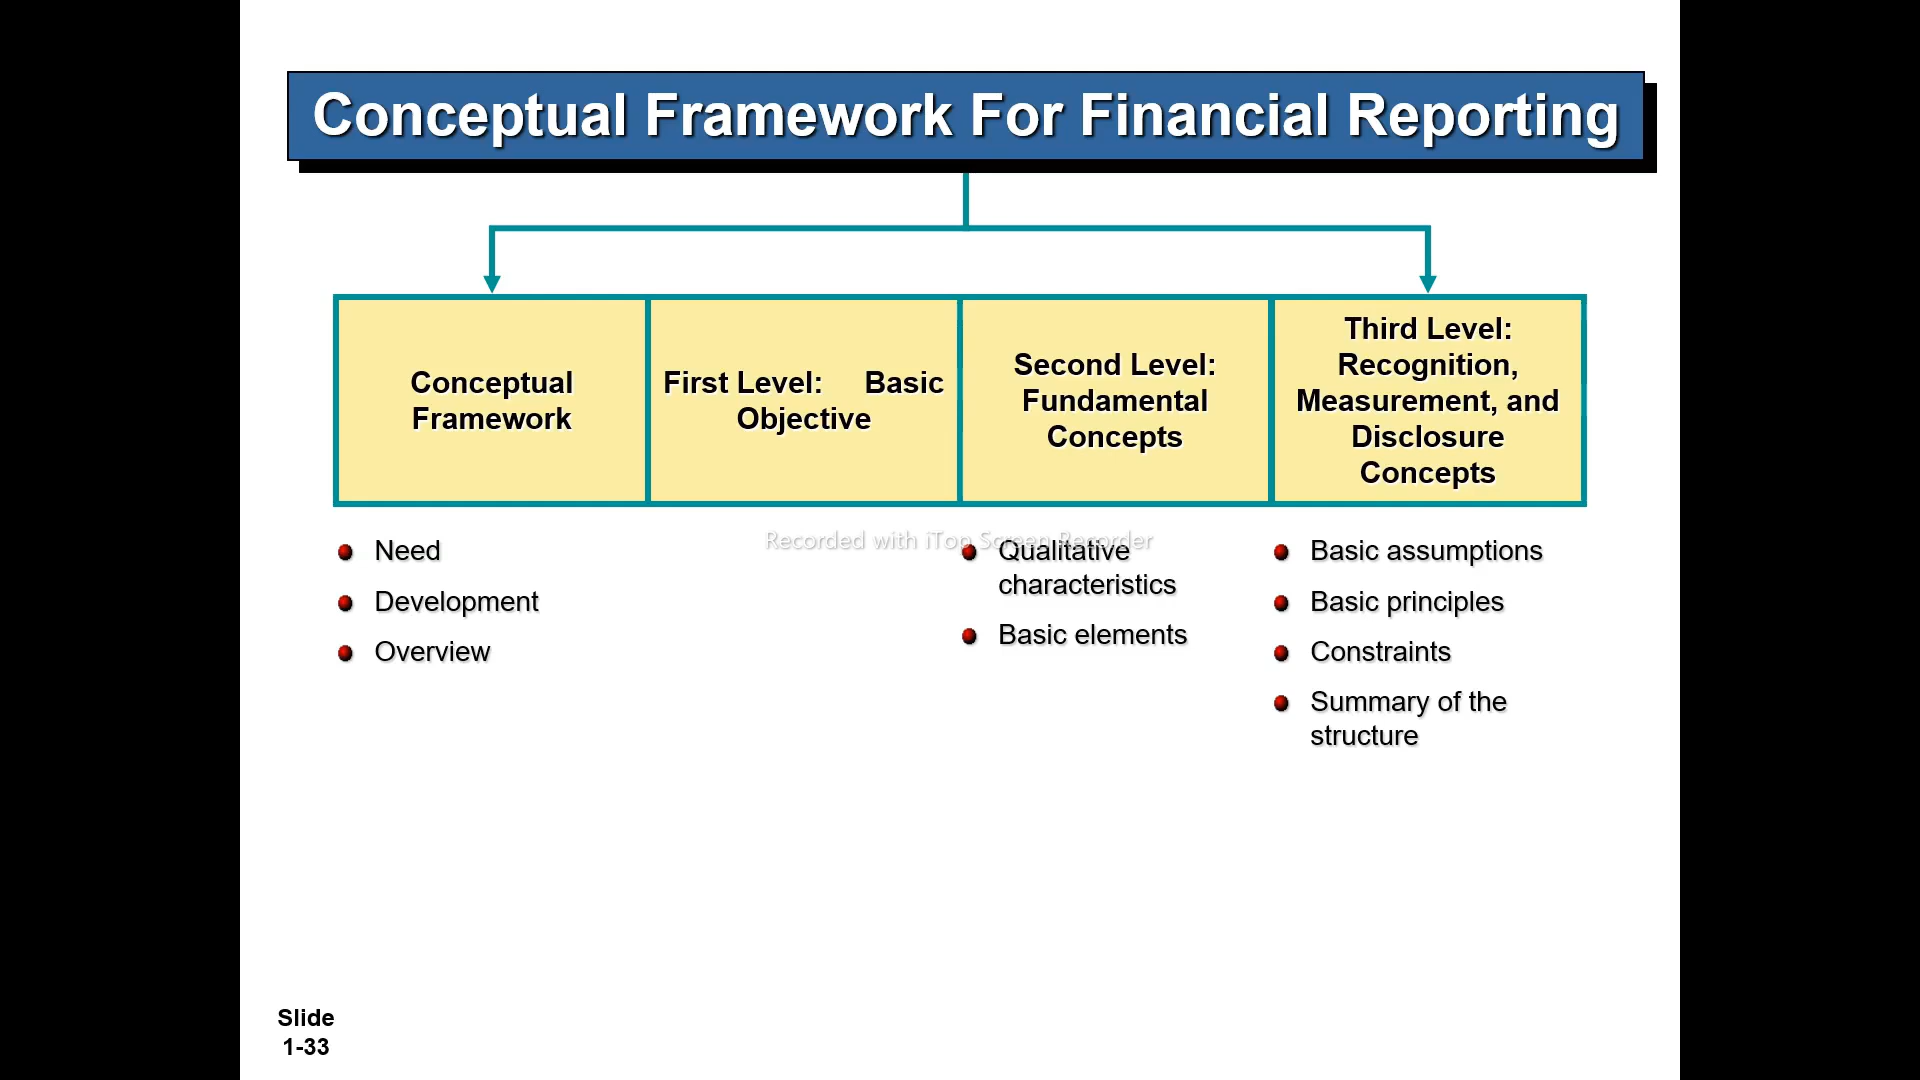 Conceptual Framework For Financial Reporting
Conceptual
Framework
First Level: Basic
Objective
Second Level:
Fundamental
Concepts
Third Level:
Recognition,
Measurement, and
Disclosure
Concepts
Need
Development
Overview
Recorded with iTop Screen Recorder
Qualitative
characteristics
Basic elements
Basic assumptions
Basic principles
Constraints
Summary of the
structure
Slide
1-33